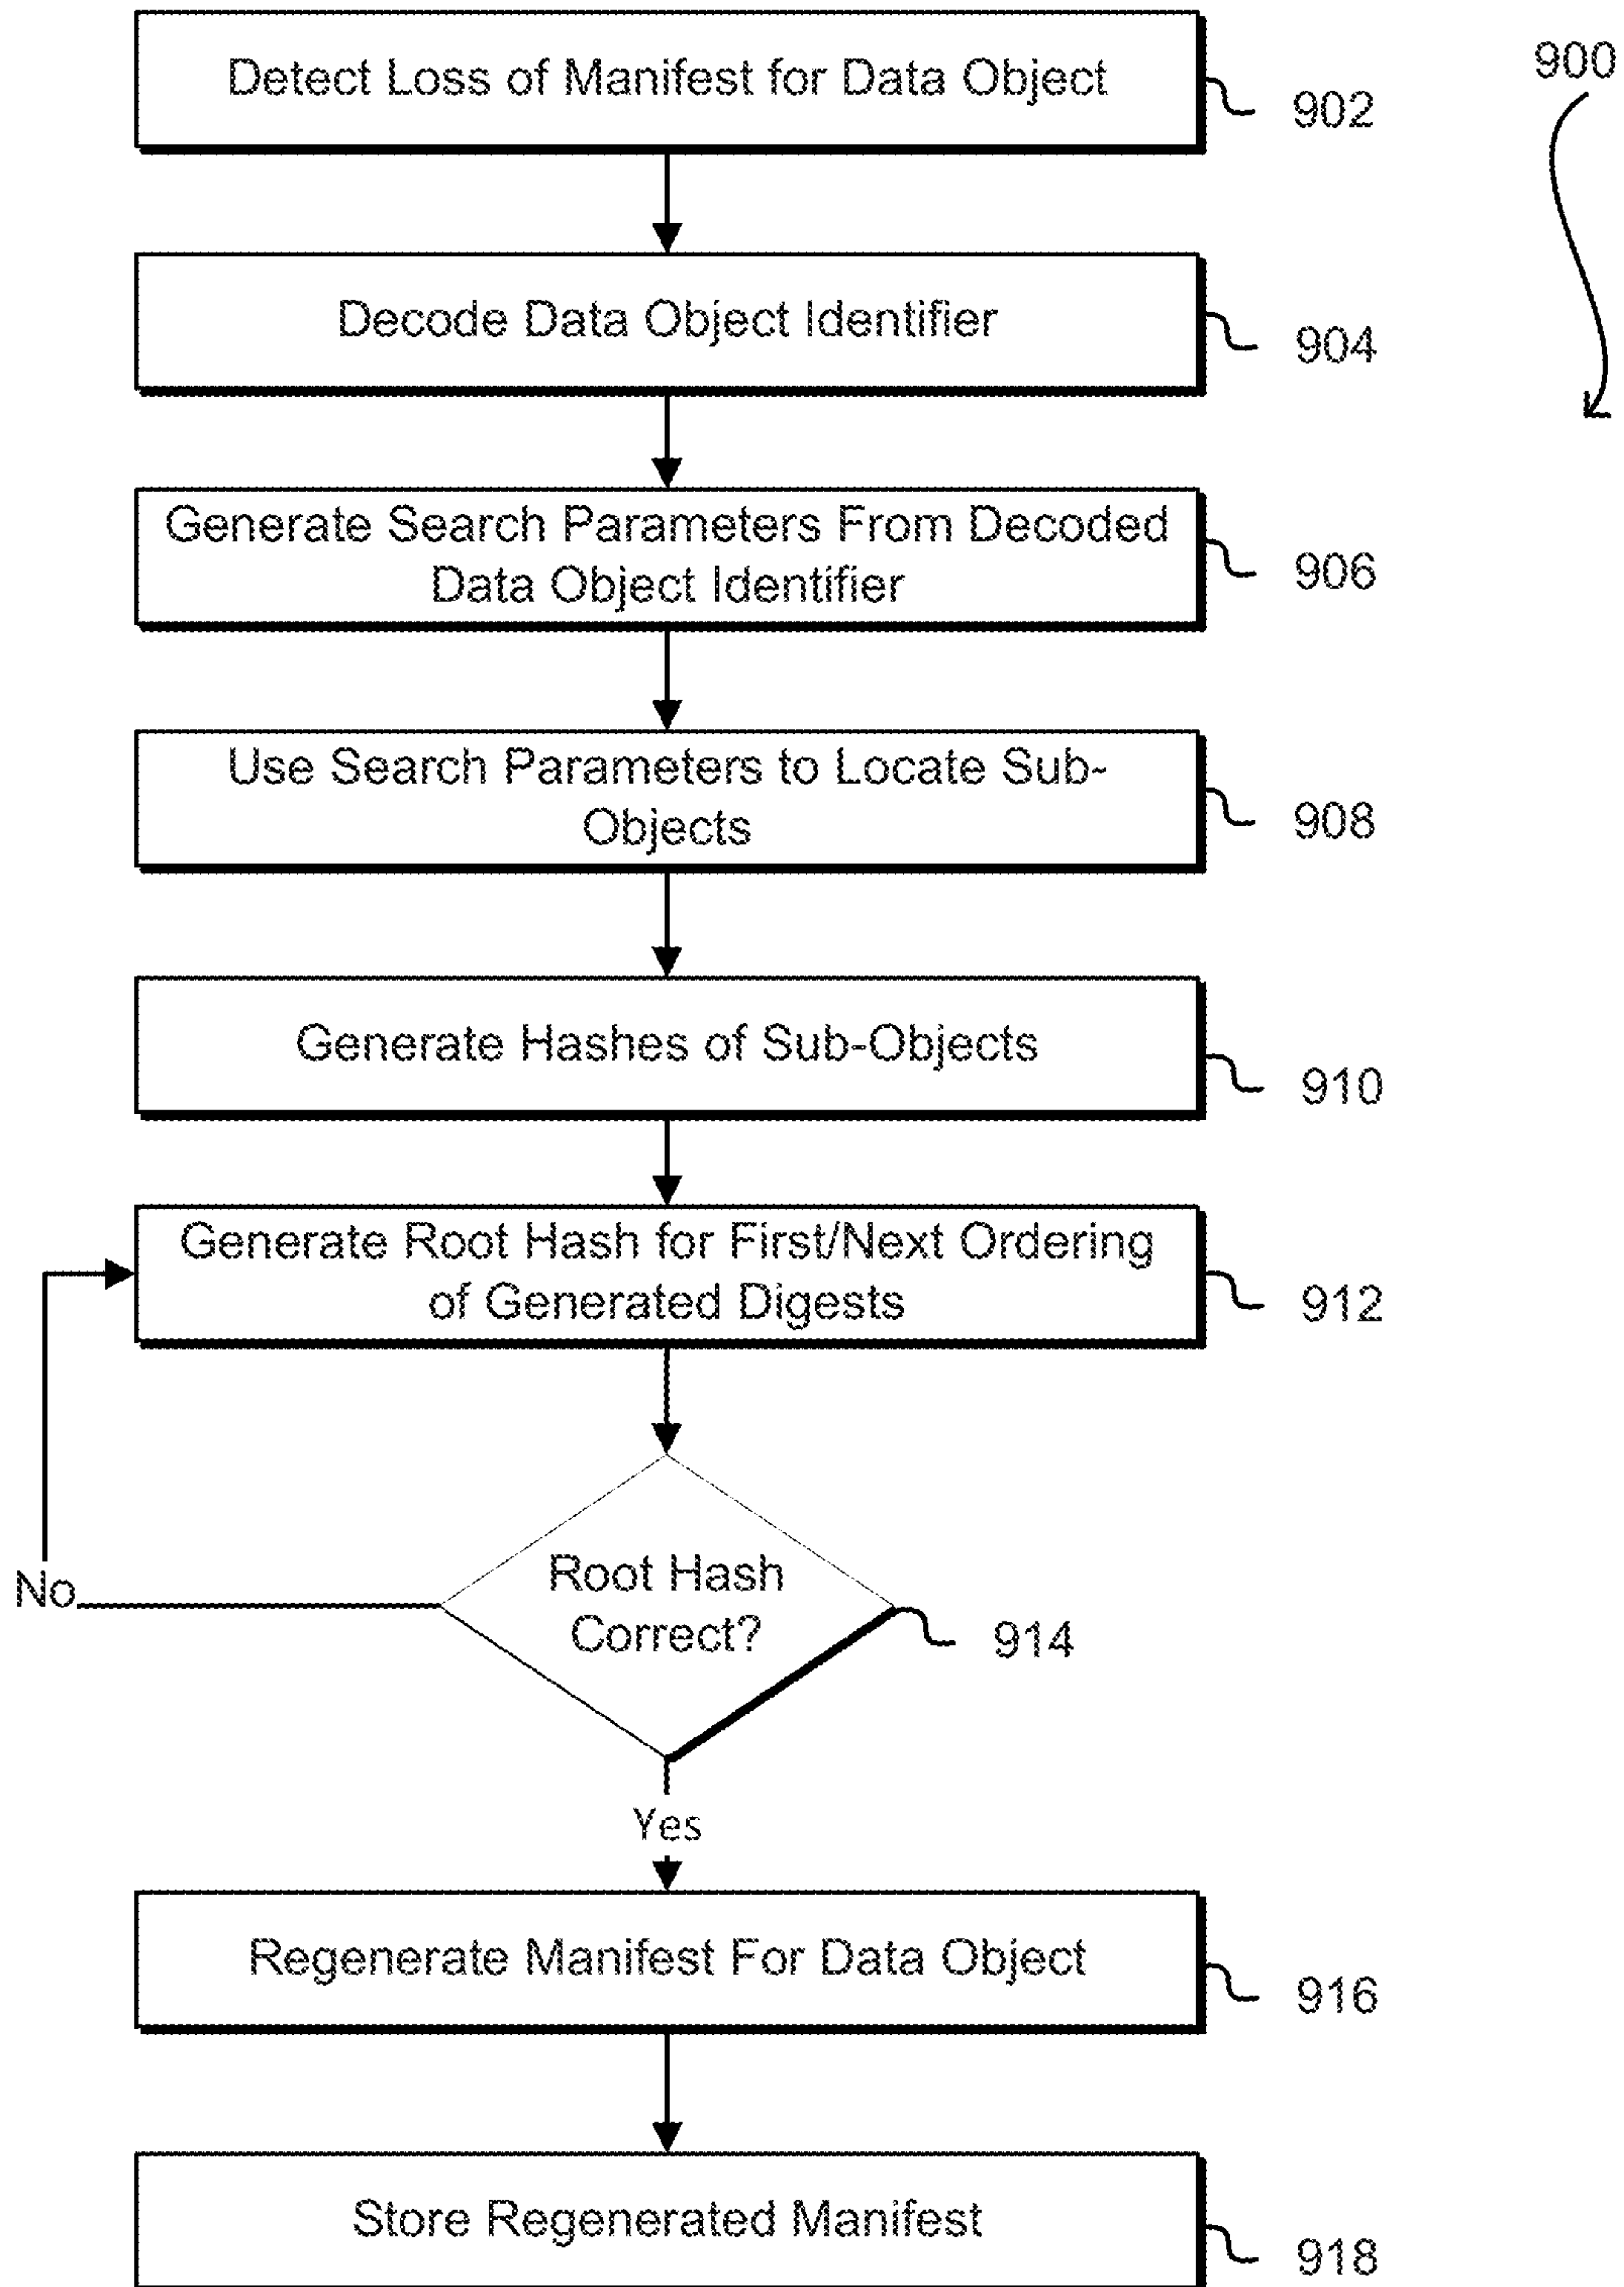 Detect Loss of Manifest for Data Object
902
900
Decode Data Object Identifier
904
Generate Search Parameters From Decoded
Data Object Identifier
906
Use Search Parameters to Locate Sub-
Objects
908
Generate Hashes of Sub-Objects
910
Generate Root Hash for First/Next Ordering
of Generated Digests
912
Root Hash
Correct?
914
No
Yes
Regenerate Manifest For Data Object
916
Store Regenerated Manifest
918